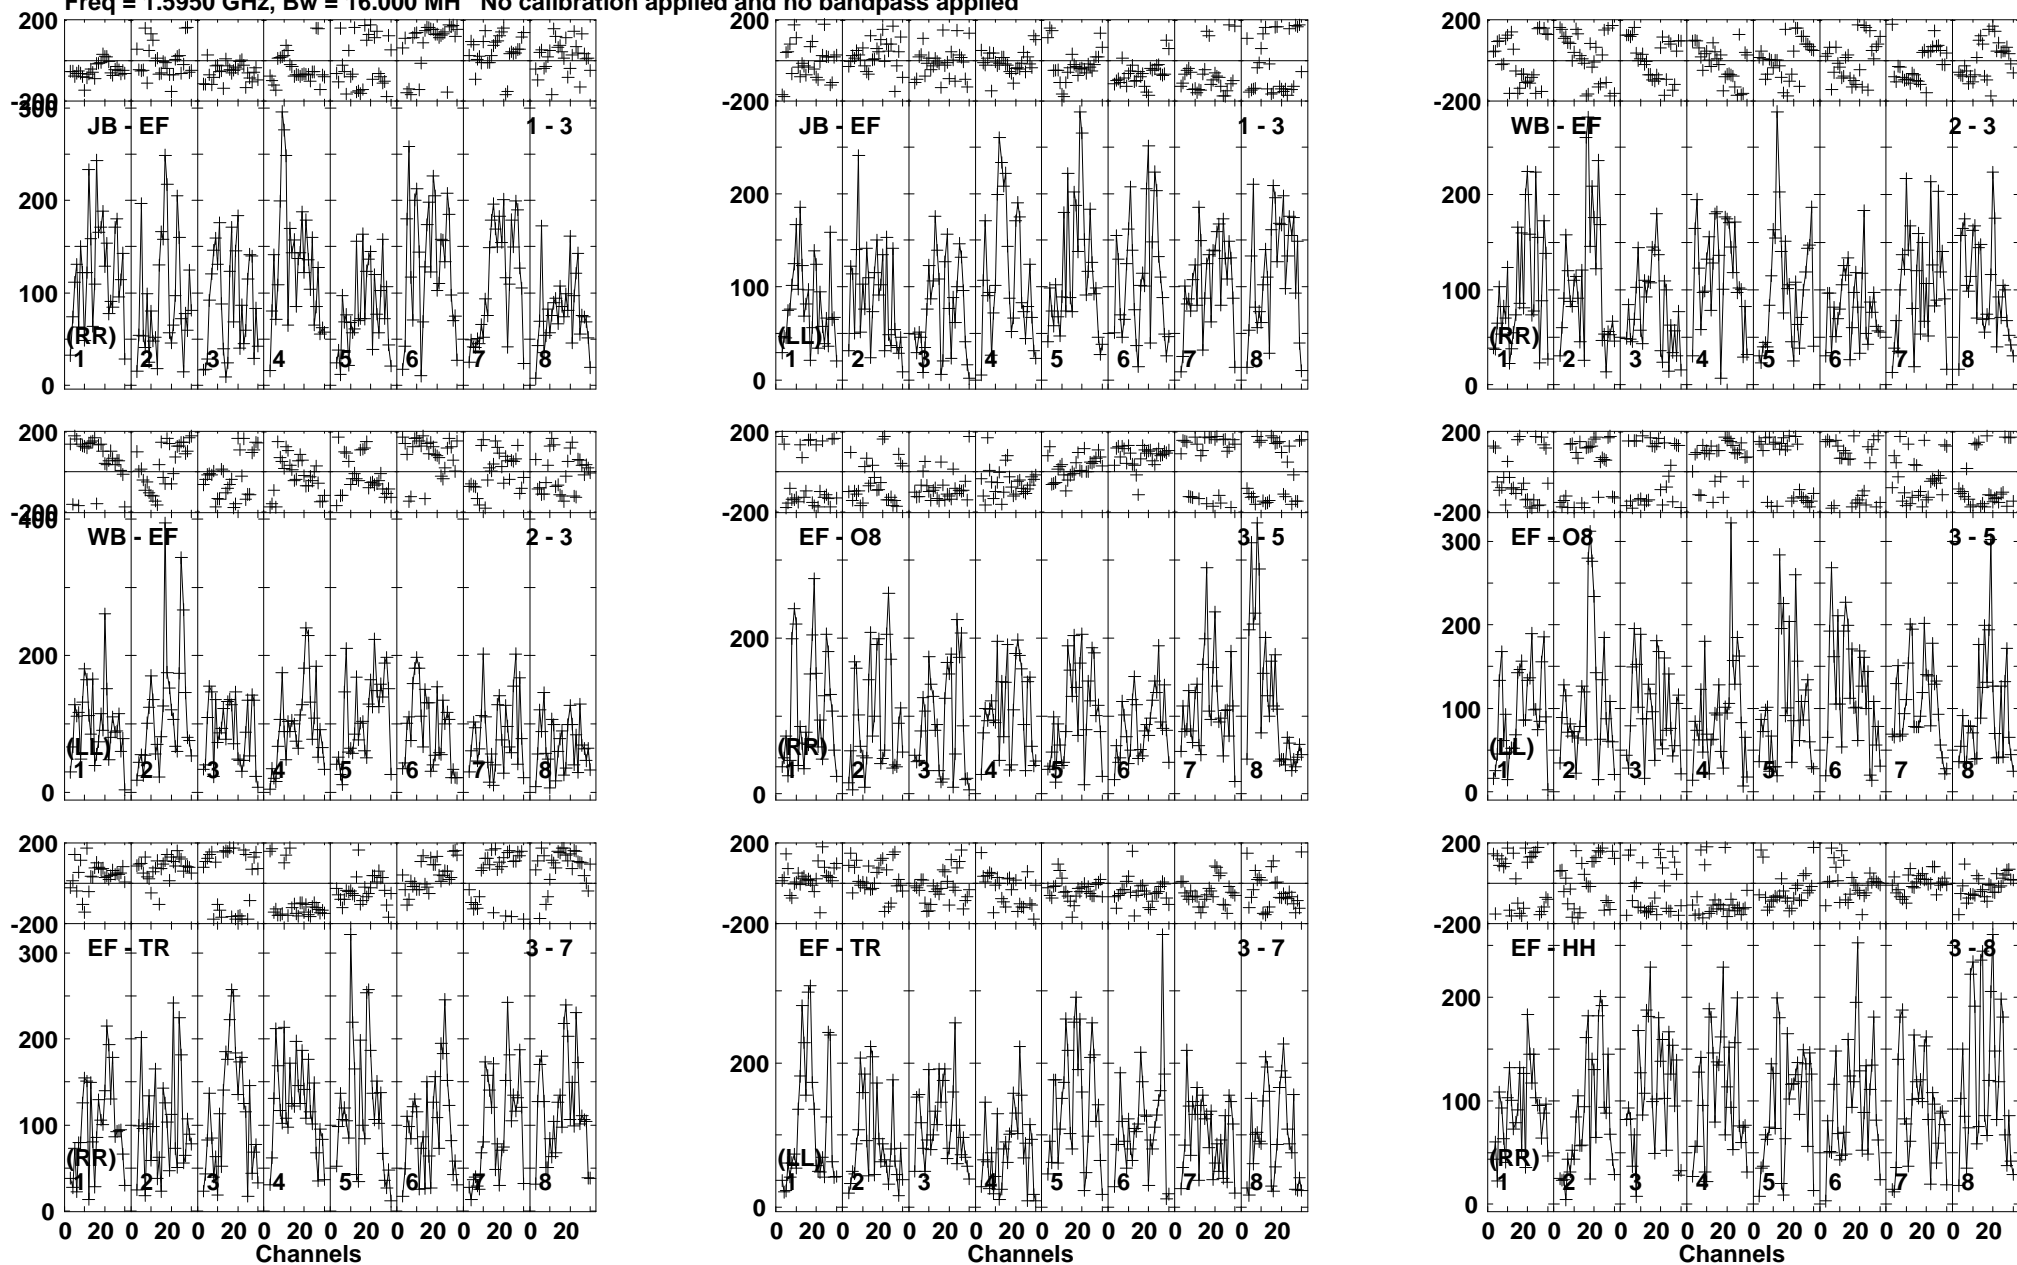 Freq = 1.5950 GHz, Bw = 16.000 MH No calibration applied and no bandpass applied
200 200 200
-200 -200 -200
300
JB - EF 1 - 3 JB - EF 1 - 3 WB - EF 2 - 3
200 200 200
100 100 100
(RR) (LL) (RR)
1 2 3 4 5 6 7 8 1 2 3 4 5 6 7 8 1 2 3 4 5 6 7 8
0 0 0
200 200 200
-200 -200 -200
400
WB - EF 2 - 3 EF - O8 3 - 5 EF - O8 3 - 5
300
200 200 200
100
(LL) (RR) (LL)
1 2 3 4 5 6 7 8 1 2 3 4 5 6 7 8 1 2 3 4 5 6 7 8
0 0 0
200 200 200
-200 -200 -200
EF - TR 3 - 7 EF - TR 3 - 7 EF - HH 3 - 8
300
200 200 200
100 100
(RR) (LL) (RR)
1 2 3 4 5 6 7 8 1 2 3 4 5 6 7 8 1 2 3 4 5 6 7 8
0 0 0
0 20 0 20 0 20 0 20 0 20 0 20 0 20 0 20 0 20 0 20 0 20 0 20 0 20 0 20 0 20 0 20 0 20 0 20 0 20 0 20 0 20 0 20 0 20 0 20
Channels Channels Channels